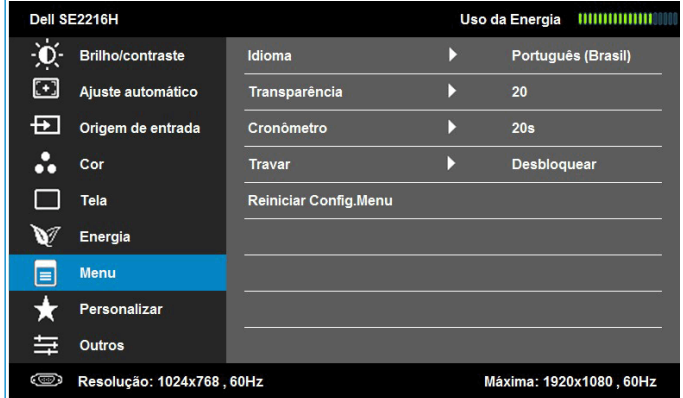 Dell SE2216H Uso da Energia
Brilho/contraste Idioma Português (Brasil)
Ajuste automático Transparência 20
Origem de entrada Cronômetro 20s
Cor Travar Desbloquear
Tela Reiniciar Config.Menu
Energia
Menu
Personalizar
Outros
Resolução: 1024x768 , 60Hz Máxima: 1920x1080 , 60Hz